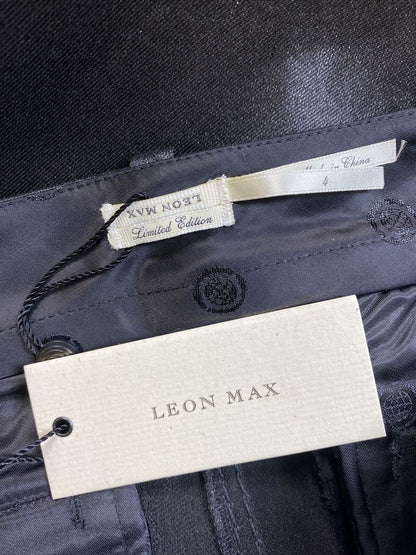 LEON MAX
Limited Edition
Made in China
4
LEON MAX